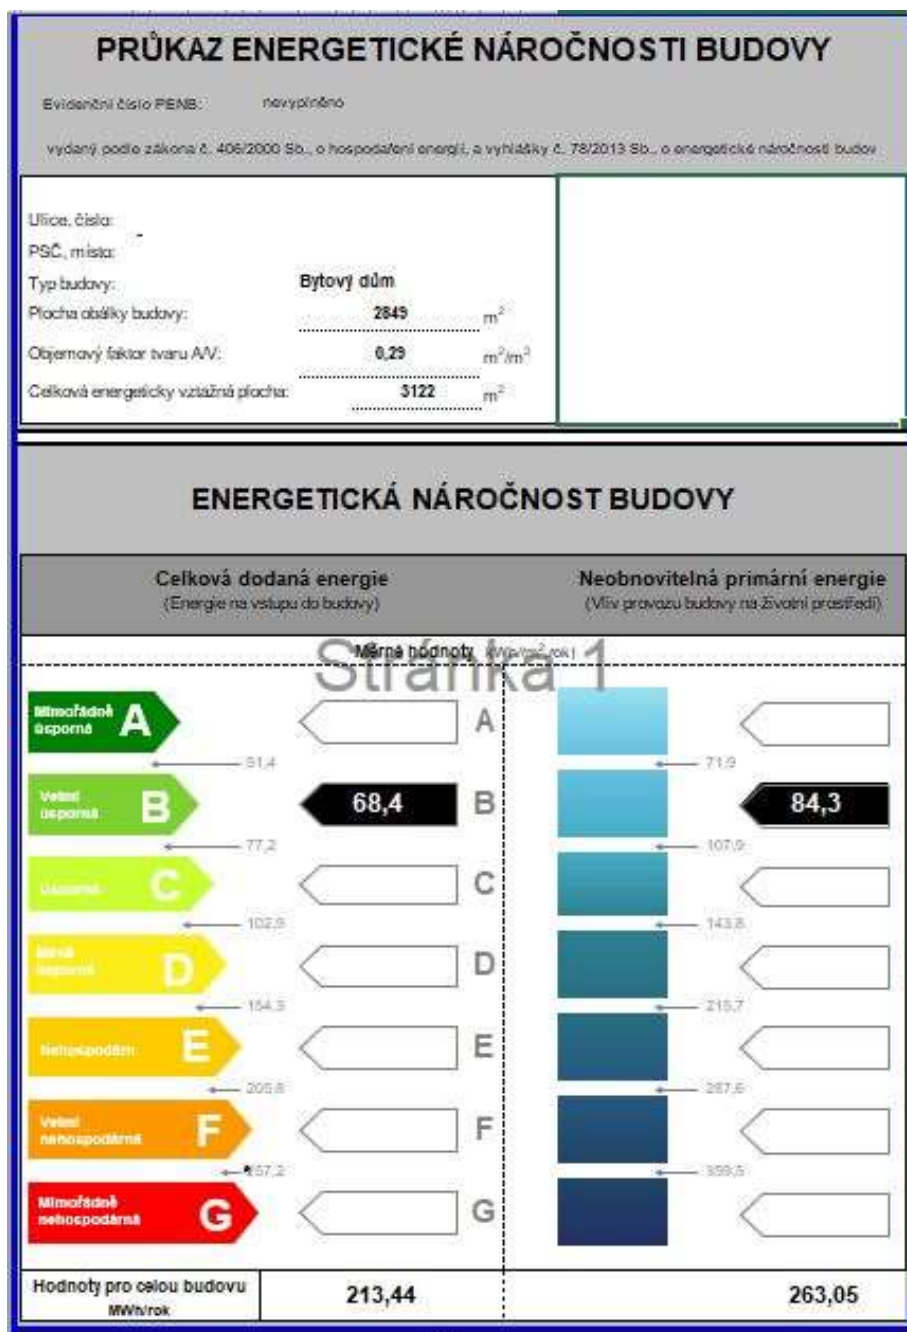 PRŮKAZ ENERGETICKÉ NÁROČNOSTI BUDOVY
Evidenční číslo PENB: nevyplněno
vydaný podle zákona č. 406/2000 Sb., o hospodaření energií, a vyhlášky č. 78/2013 Sb., o energetické náročnosti budov
Ulice, číslo:
PSČ, místo:
Typ budovy: Bytový dům
Plocha obálky budovy: 2849 m²
Objemový faktor tvaru A/V: 0,29 m²/m³
Celková energeticky vztažná plocha: 3122 m²
ENERGETICKÁ NÁROČNOST BUDOVY
Celková dodaná energie
(Energie na vstupu do budovy)
Neobnovitelná primární energie
(Vliv provozu budovy na životní prostředí)
Měrné hodnoty kWh/(m²·rok)
Stránka 1
Mimořádně úsporná A A
51,4 71,9
Velmi úsporná B 68,4 B 84,3
77,2 107,9
Úsporná C C
102,9 143,8
Méně úsporná D D
154,3 215,7
Nehospodárn E E
205,8 287,6
Velmi nehospodárná F F
257,2 359,5
Mimořádně nehospodárná G G
Hodnoty pro celou budovu
MWh/rok
213,44 263,05